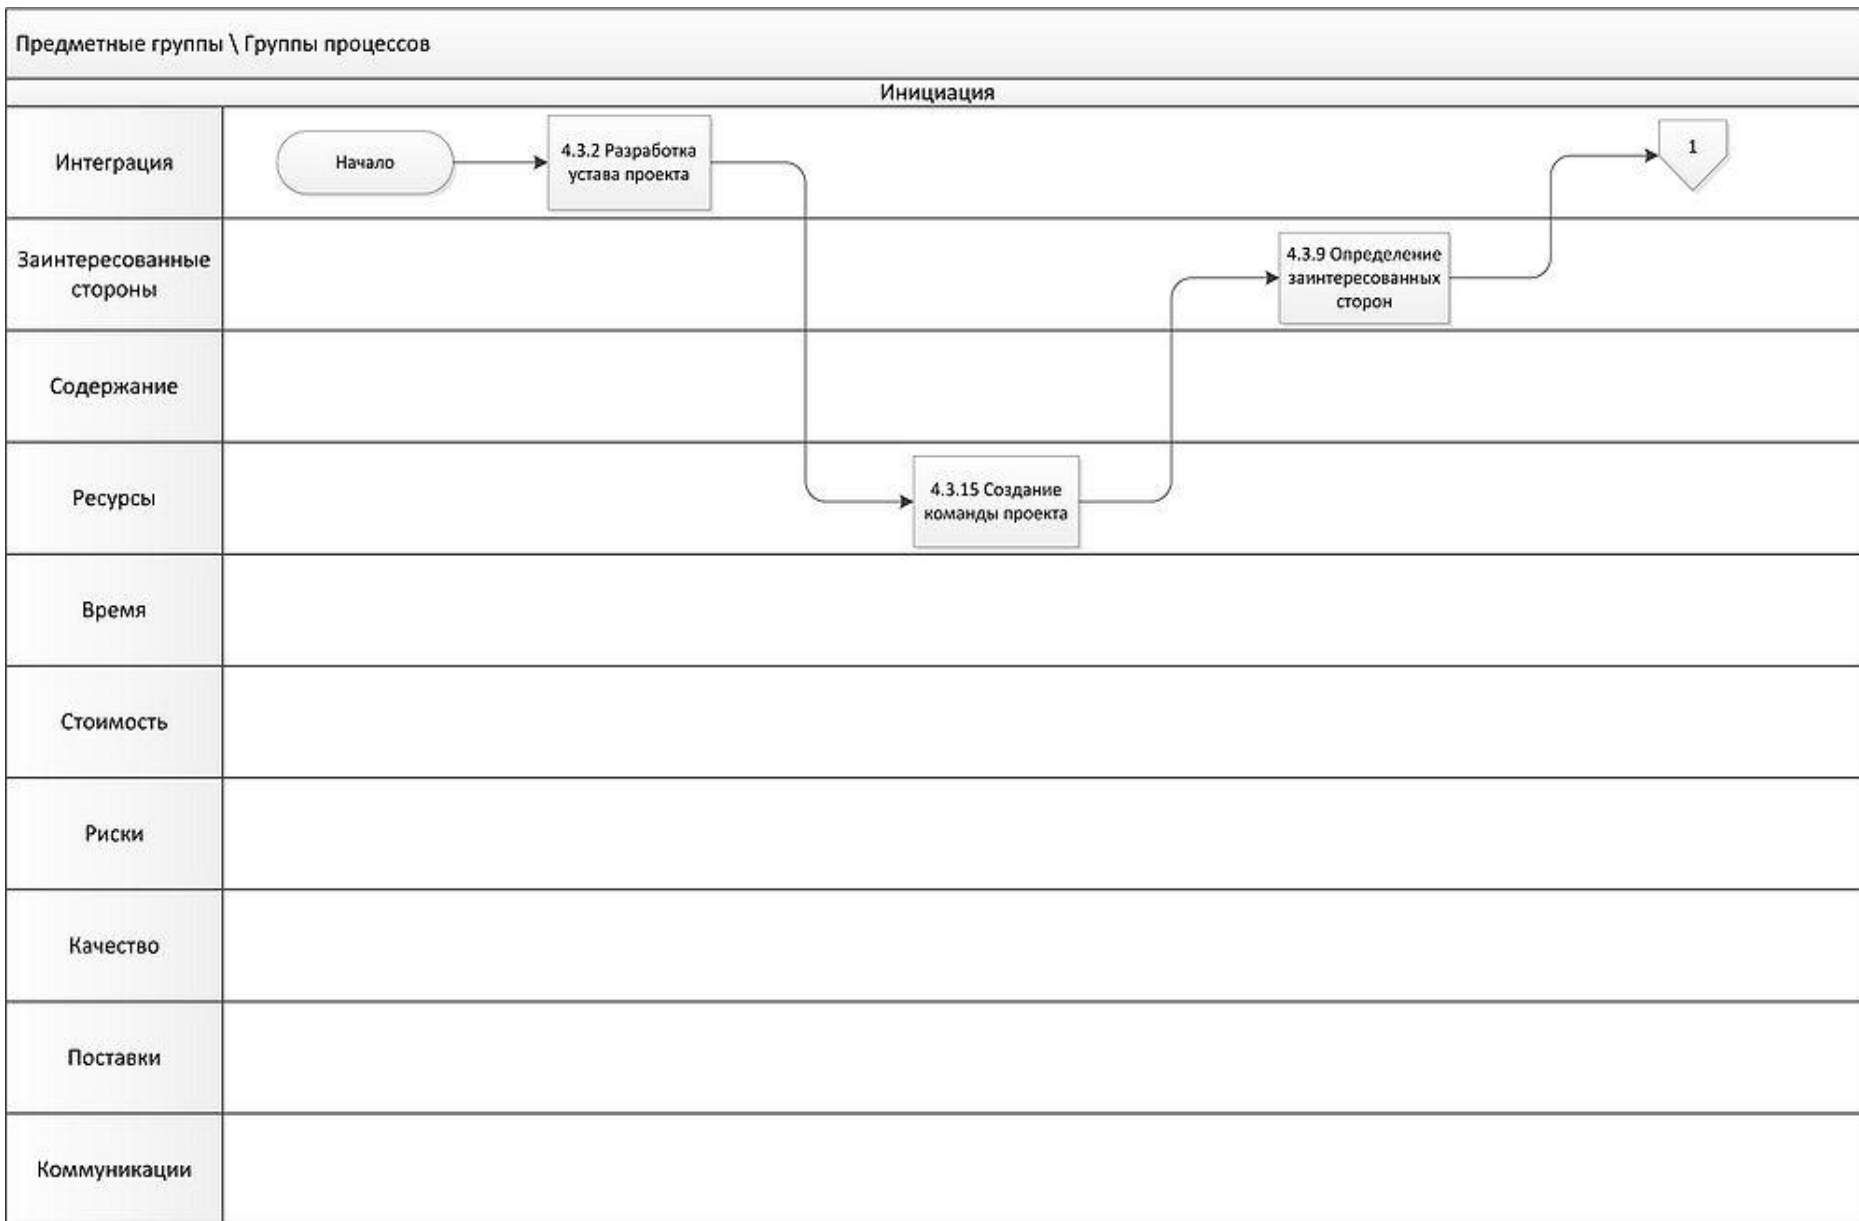 Предметные группы \ Группы процессов
Инициация
Интеграция
Начало
4.3.2 Разработка
устава проекта
1
Заинтересованные
стороны
4.3.9 Определение
заинтересованных
сторон
Содержание
Ресурсы
4.3.15 Создание
команды проекта
Время
Стоимость
Риски
Качество
Поставки
Коммуникации